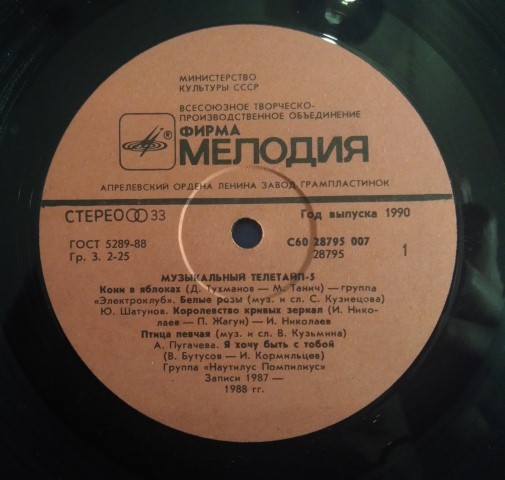 МИНИСТЕРСТВО
КУЛЬТУРЫ СССР
ВСЕСОЮЗНОЕ ТВОРЧЕСКО-
ПРОИЗВОДСТВЕННОЕ ОБЪЕДИНЕНИЕ
ФИРМА
® МЕЛОДИЯ
АПРЕЛЕВСКИЙ ОРДЕНА ЛЕНИНА ЗАВОД ГРАМПЛАСТИНОК
СТЕРЕО 33 Год выпуска 1990
ГОСТ 5289-88 С60 28795 007
Гр. 3. 2-25 28795 1
МУЗЫКАЛЬНЫЙ ТЕЛЕТАЙП-5
Кони в яблоках (Д. Тухманов — М. Танич) — группа
«Электроклуб». Белые розы (муз. и сл. С. Кузнецова)
Ю. Шатунов. Королевство кривых зеркал (И. Нико-
лаев — П. Жагун) — И. Николаев
Птица певчая (муз. и сл. В. Кузьмина)
А. Пугачева. Я хочу быть с тобой
(В. Бутусов — И. Кормильцев)
Группа «Наутилус Помпилиус»
Записи 1987 —
1988 гг.